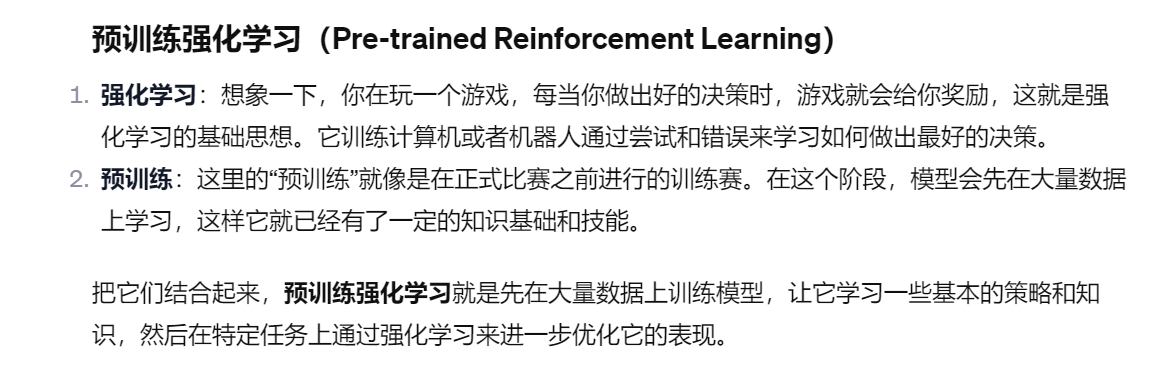 预训练强化学习（Pre-trained Reinforcement Learning）
1. 强化学习：想象一下，你在玩一个游戏，每当你做出好的决策时，游戏就会给你奖励，这就是强
化学习的基础思想。它训练计算机或者机器人通过尝试和错误来学习如何做出最好的决策。
2. 预训练：这里的“预训练”就像是在正式比赛之前进行的训练赛。在这个阶段，模型会先在大量数据
上学习，这样它就已经有了一定的知识基础和技能。
把它们结合起来，预训练强化学习就是先在大量数据上训练模型，让它学习一些基本的策略和知
识，然后在特定任务上通过强化学习来进一步优化它的表现。